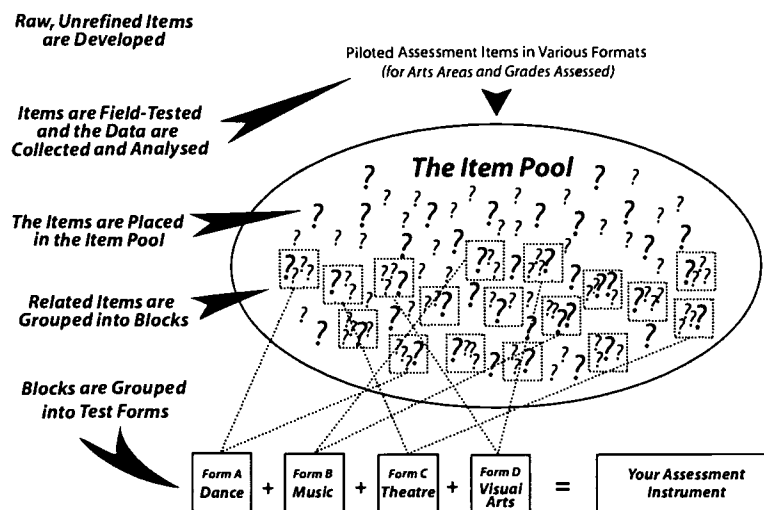 Raw, Unrefined Items
are Developed
Piloted Assessment Items in Various Formats
(for Arts Areas and Grades Assessed)
Items are Field-Tested
and the Data are
Collected and Analysed
The Item Pool
The Items are Placed
in the Item Pool
Related Items are
Grouped into Blocks
Blocks are Grouped
into Test Forms
Form A
Dance
+
Form B
Music
+
Form C
Theatre
+
Form D
Visual
Arts
=
Your Assessment
Instrument